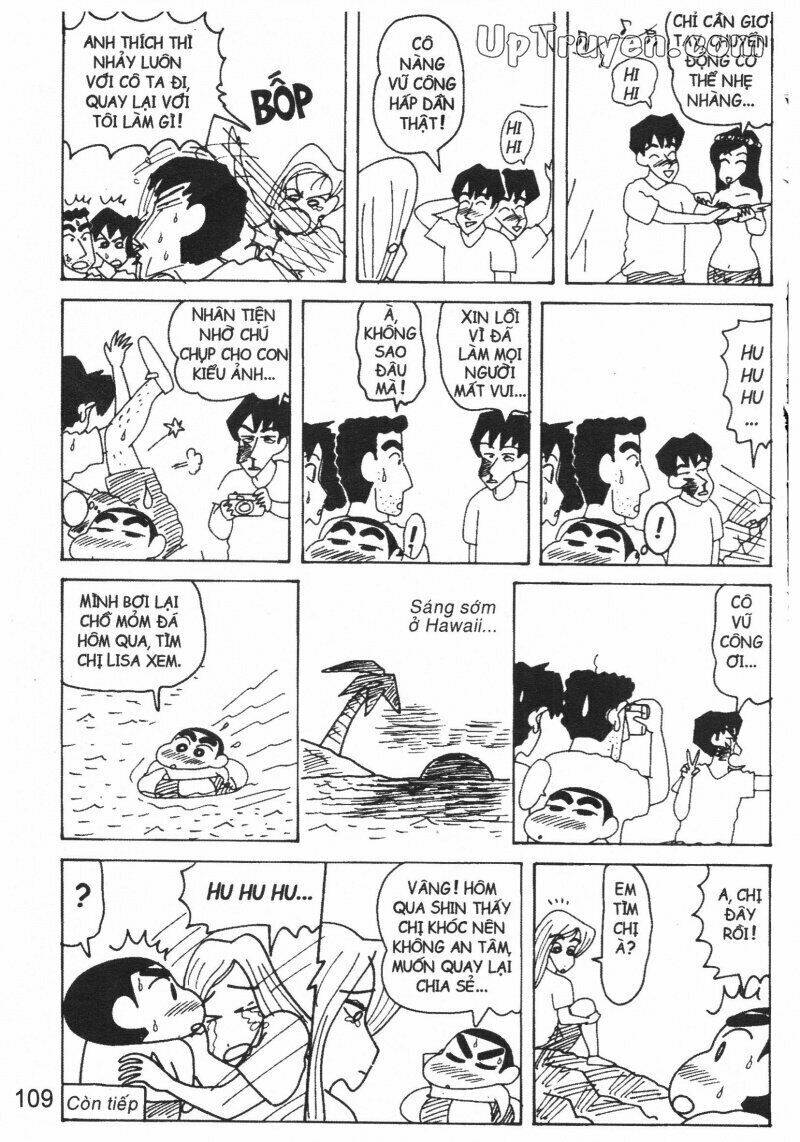 UpTruyen.com
CHỈ CẦN GIƠ
TAY CHUYỂN
ĐỘNG CÓ
THỂ NHẸ
NHÀNG...
HI
HI
CÔ
NÀNG
VŨ CÔNG
HẤP DẪN
THẬT!
HI
HI
BỐP
ANH THÍCH THÌ
NHẢY LUÔN
VỚI CÔ TA ĐI,
QUAY LẠI VỚI
TÔI LÀM GÌ!
HU
HU
HU
...
!
XIN LỖI
VÌ ĐÃ
LÀM MỌI
NGƯỜI
MẤT VUI...
À,
KHÔNG
SAO
ĐÂU
MÀ!
!
NHÂN TIỆN
NHỜ CHÚ
CHỤP CHO CON
KIỂU ẢNH...
CÔ
VŨ
CÔNG
ƠI...
Sáng sớm
ở Hawaii...
MÌNH BƠI LẠI
CHỖ MỎM ĐÁ
HÔM QUA, TÌM
CHỊ LISA XEM.
A, CHỊ
ĐÂY
RỒI!
EM
TÌM
CHỊ
À?
VÂNG! HÔM
QUA SHIN THẤY
CHỊ KHÓC NÊN
KHÔNG AN TÂM,
MUỐN QUAY LẠI
CHIA SẺ...
HU HU HU...
?
Còn tiếp
109